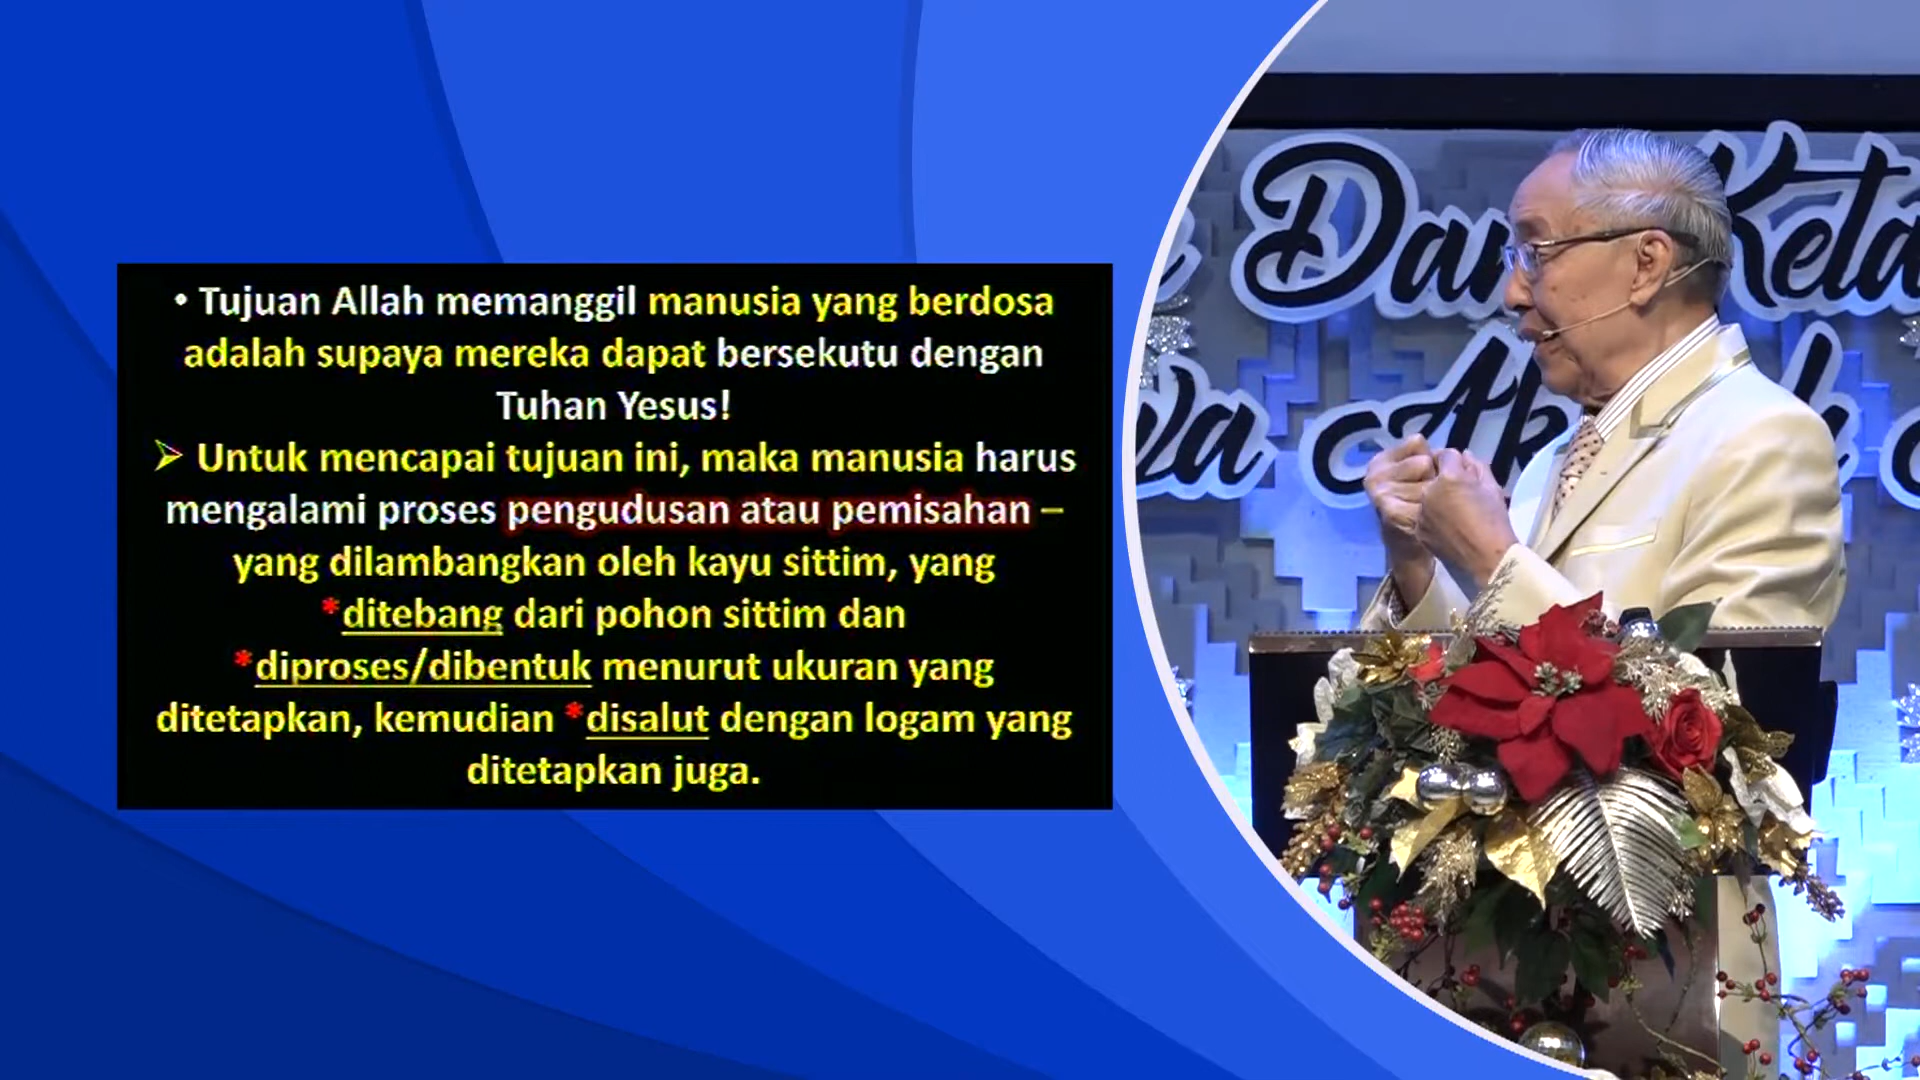 • Tujuan Allah memanggil manusia yang berdosa
adalah supaya mereka dapat bersekutu dengan
Tuhan Yesus!
➢ Untuk mencapai tujuan ini, maka manusia harus
mengalami proses pengudusan atau pemisahan –
yang dilambangkan oleh kayu sittim, yang
*ditebang dari pohon sittim dan
*diproses/dibentuk menurut ukuran yang
ditetapkan, kemudian *disalut dengan logam yang
ditetapkan juga.
Dan